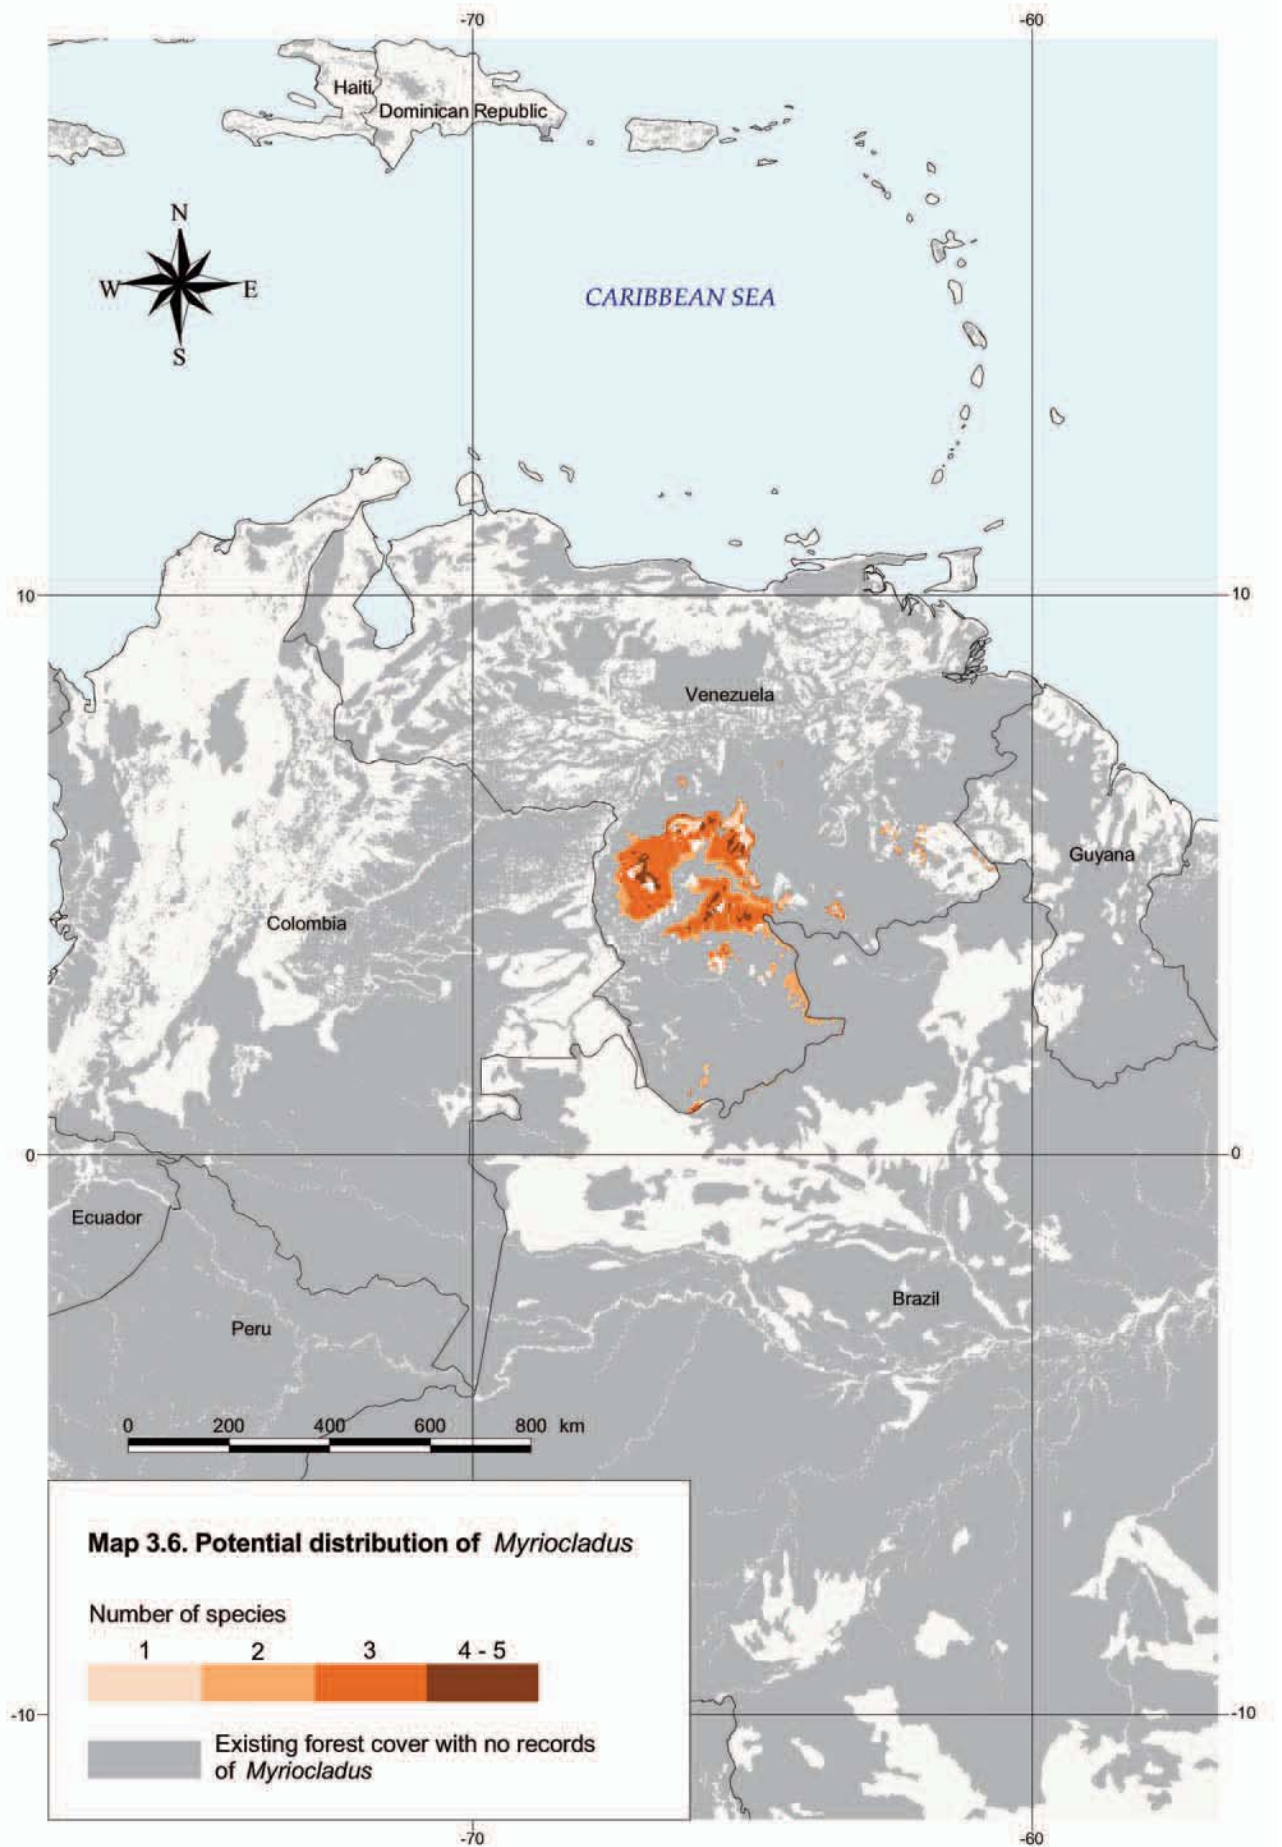 -70 -60
Haiti
Dominican Republic
N
W E
S
CARIBBEAN SEA
10 10
Venezuela
Guyana
Colombia
0 0
Ecuador
Brazil
Peru
0 200 400 600 800 km
Map 3.6. Potential distribution of Myriocladus
Number of species
1 2 3 4 - 5
-10 -10
Existing forest cover with no records
of Myriocladus
-70 -60